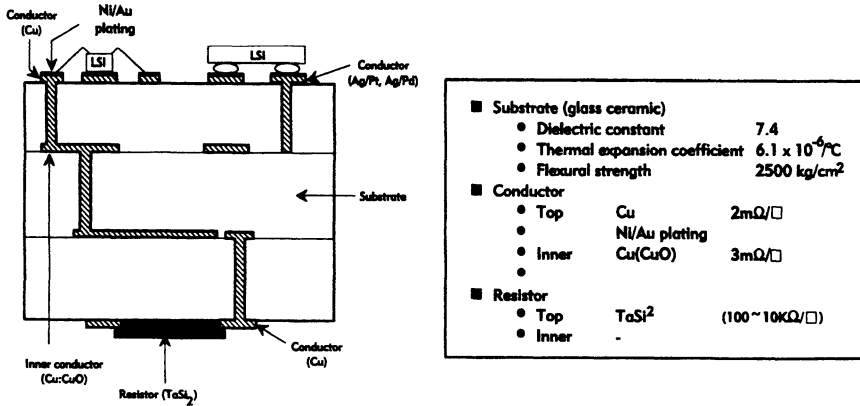 Conductor
(Cu)
Ni/Au
plating
LSI
LSI
Conductor
(Ag/Pt, Ag/Pd)
Substrate
Inner conductor
(Cu:CuO)
Resistor (TaSi2)
Conductor
(Cu)
■ Substrate (glass ceramic)
• Dielectric constant 7.4
• Thermal expansion coefficient 6.1 x 10⁻⁶/°C
• Flexural strength 2500 kg/cm²
■ Conductor
• Top Cu 2mΩ/□
• Ni/Au plating
• Inner Cu(CuO) 3mΩ/□
•
■ Resistor
• Top TaSi² (100~10KΩ/□)
• Inner -